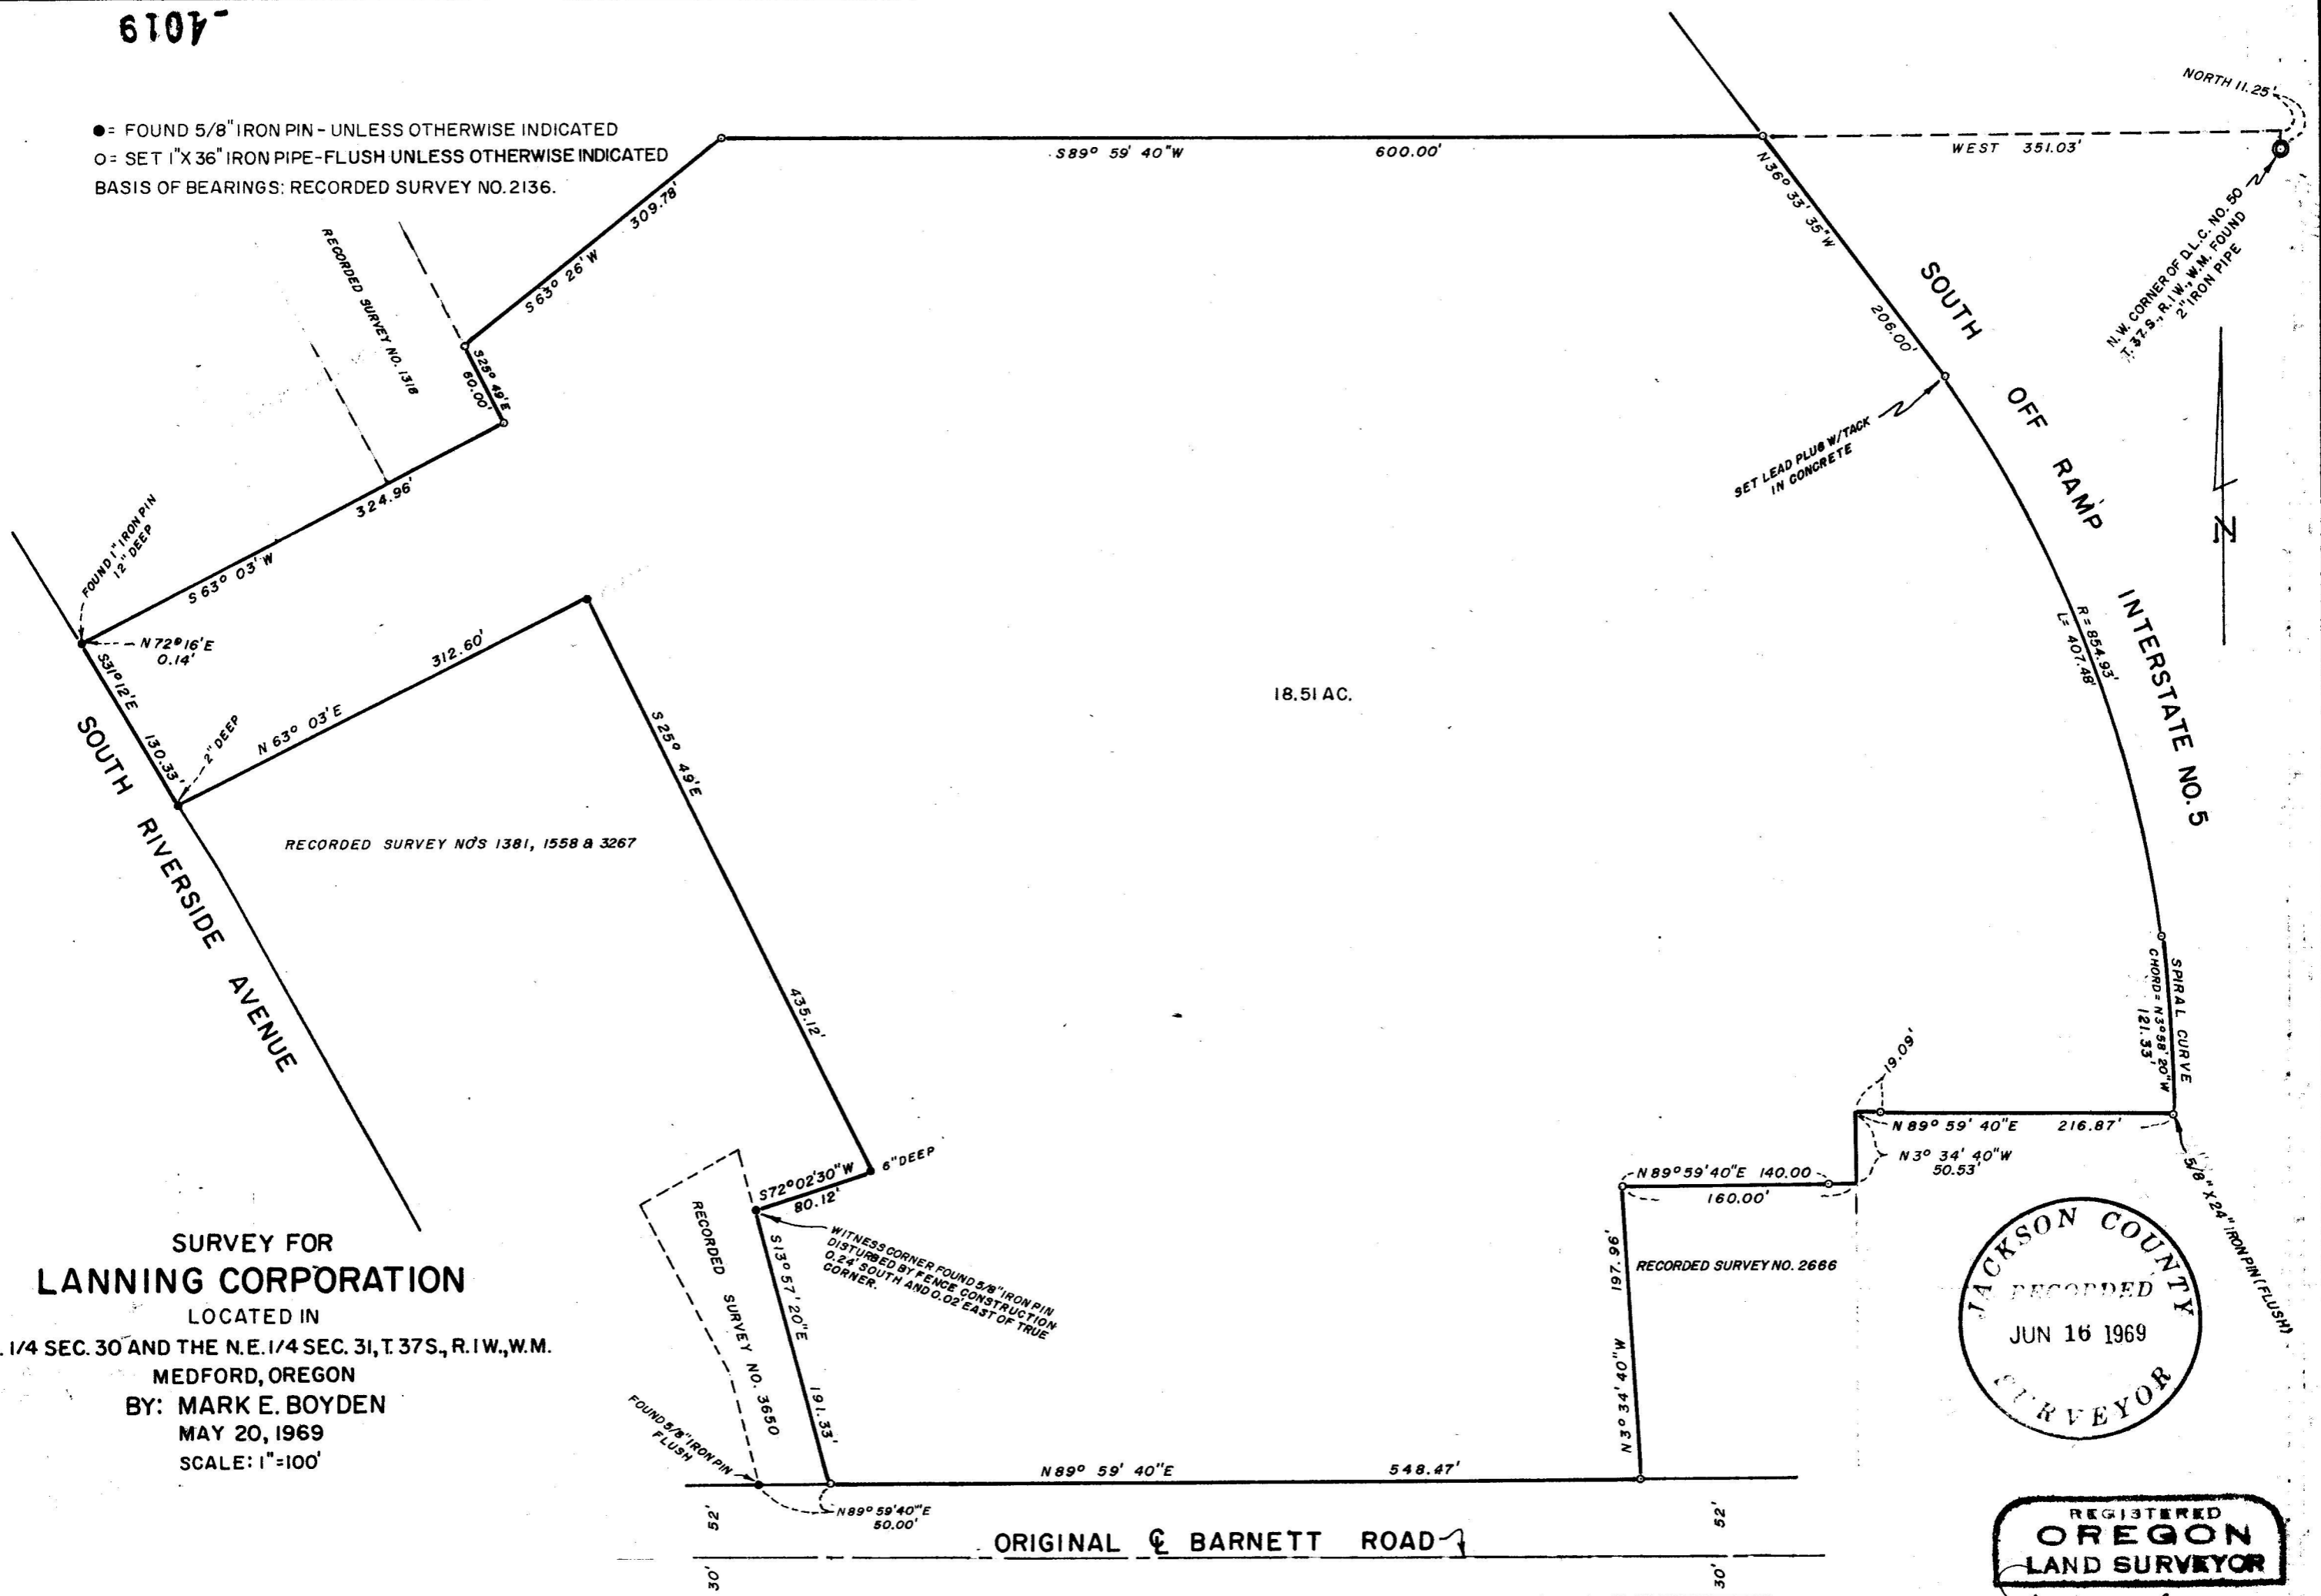 -4019
●= FOUND 5/8" IRON PIN - UNLESS OTHERWISE INDICATED
O= SET 1"X 36" IRON PIPE-FLUSH UNLESS OTHERWISE INDICATED
BASIS OF BEARINGS: RECORDED SURVEY NO. 2136.
NORTH 11.25'
S89° 59' 40"W 600.00'
WEST 351.03'
N.W. CORNER OF D.L.C. NO. 50
T. 37 S., R. 1 W., W.M. FOUND
2" IRON PIPE
S 63° 26' W 309.78'
RECORDED SURVEY NO. 1318
S25° 49' E
60.00'
N36° 33' 35"W 206.00'
SOUTH OFF RAMP INTERSTATE NO. 5
SET LEAD PLUG W/TACK
IN CONCRETE
N
S 63° 03' W 324.96'
FOUND 1" IRON PIN
12" DEEP
N 72° 16' E
0.14'
S31° 12' E 130.33'
2" DEEP
N 63° 03' E 312.60'
S 25° 49' E 435.12'
18.51 AC.
R = 854.93'
L = 407.48'
SOUTH RIVERSIDE AVENUE
RECORDED SURVEY NO'S 1381, 1558 & 3267
SPIRAL CURVE
CHORD = N3° 58' 20"W
121.33'
19.09'
N 89° 59' 40"E 216.87'
N 3° 34' 40"W
50.53'
5/8" X 24" IRON PIN (FLUSH)
N 89° 59' 40"E 140.00
160.00'
6" DEEP
S72° 02' 30"W
80.12'
WITNESS CORNER FOUND 5/8" IRON PIN
DISTURBED BY FENCE CONSTRUCTION
0.24' SOUTH AND 0.02' EAST OF TRUE
CORNER.
RECORDED SURVEY NO. 3650
S13° 57' 20"E 191.33'
N3° 34' 40"W 197.96'
RECORDED SURVEY NO. 2666
JACKSON COUNTY
RECORDED
JUN 16 1969
SURVEYOR
SURVEY FOR
LANNING CORPORATION
LOCATED IN
. 1/4 SEC. 30 AND THE N.E. 1/4 SEC. 31, T. 37S., R. 1 W., W.M.
MEDFORD, OREGON
BY: MARK E. BOYDEN
MAY 20, 1969
SCALE: 1"=100'
FOUND 5/8" IRON PIN
FLUSH
N89° 59' 40"E 548.47'
N89° 59' 40"E
50.00'
52'
52'
ORIGINAL ℄ BARNETT ROAD
30'
30'
REGISTERED
OREGON
LAND SURVEYOR